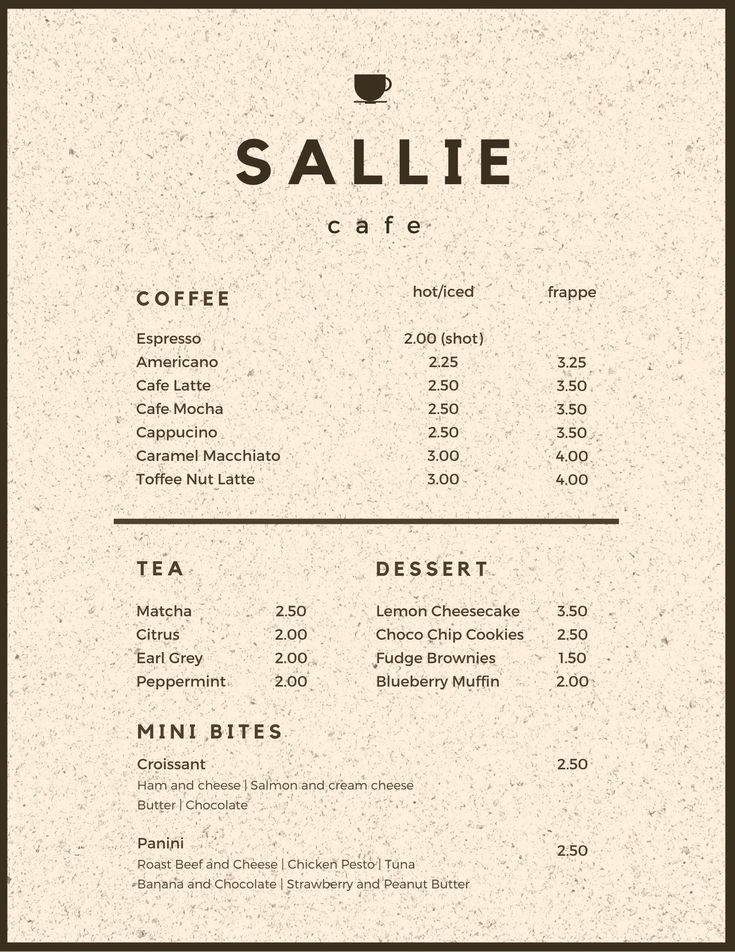 SALLIE
cafe
COFFEE hot/iced frappe
Espresso 2.00 (shot)
Americano 2.25 3.25
Cafe Latte 2.50 3.50
Cafe Mocha 2.50 3.50
Cappucino 2.50 3.50
Caramel Macchiato 3.00 4.00
Toffee Nut Latte 3.00 4.00
TEA
Matcha 2.50
Citrus 2.00
Earl Grey 2.00
Peppermint 2.00
DESSERT
Lemon Cheesecake 3.50
Choco Chip Cookies 2.50
Fudge Brownies 1.50
Blueberry Muffin 2.00
MINI BITES
Croissant 2.50
Ham and cheese | Salmon and cream cheese
Butter | Chocolate
Panini 2.50
Roast Beef and Cheese | Chicken Pesto | Tuna
Banana and Chocolate | Strawberry and Peanut Butter